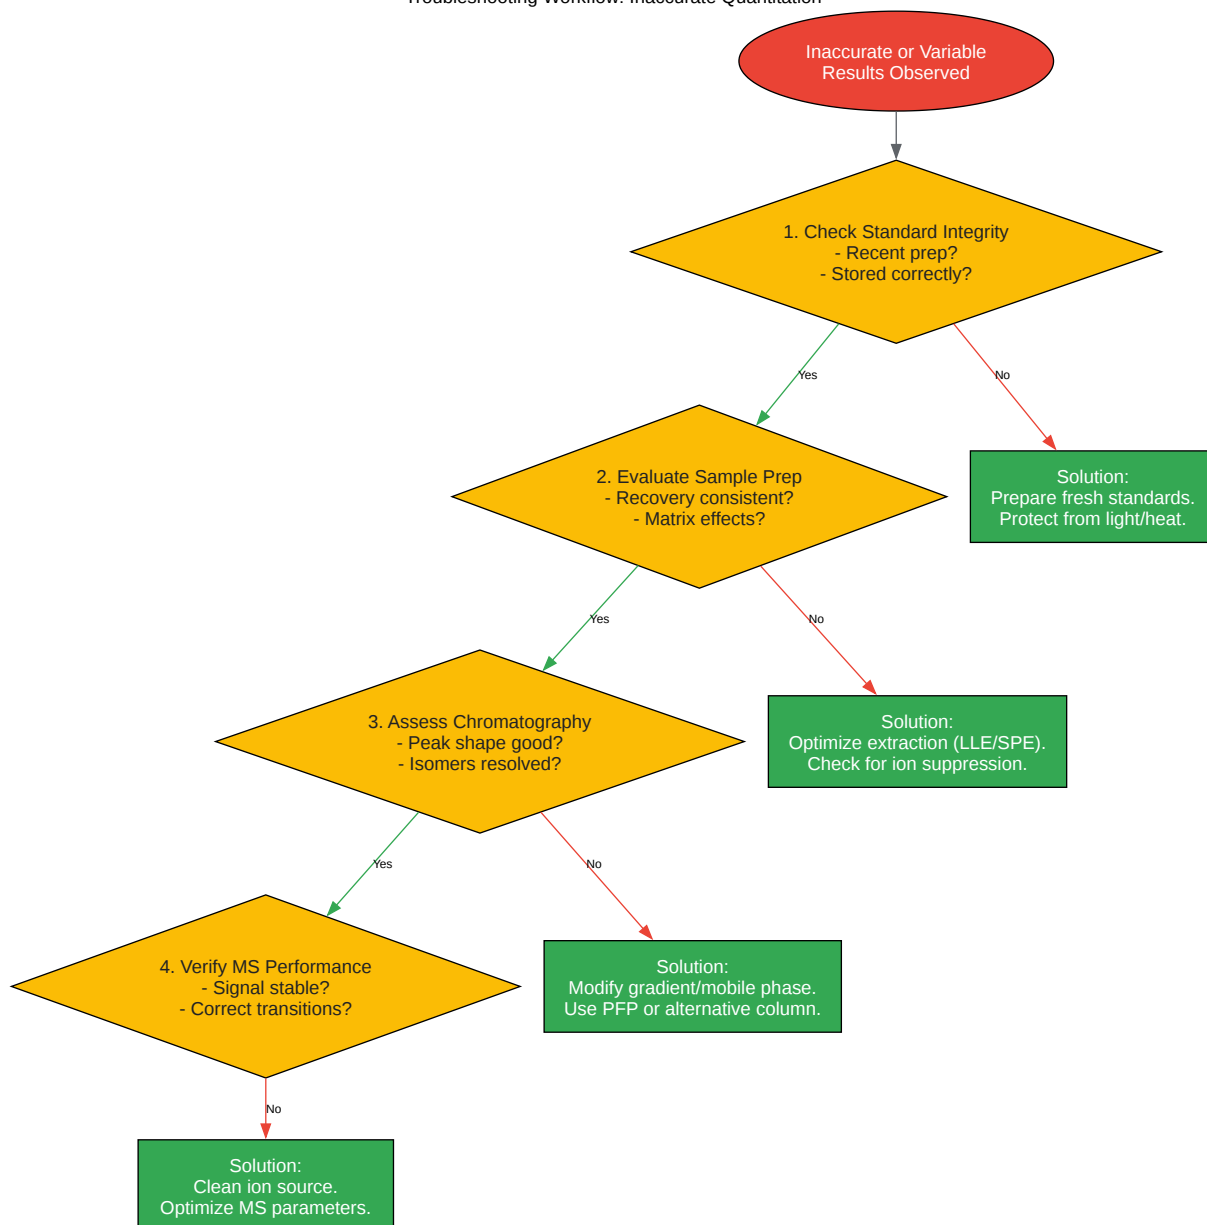 Troubleshooting Workflow: Inaccurate Quantitation
Inaccurate or Variable
Results Observed
1. Check Standard Integrity
- Recent prep?
- Stored correctly?
Yes
No
2. Evaluate Sample Prep
- Recovery consistent?
- Matrix effects?
Solution:
Prepare fresh standards.
Protect from light/heat.
Yes
No
3. Assess Chromatography
- Peak shape good?
- Isomers resolved?
Solution:
Optimize extraction (LLE/SPE).
Check for ion suppression.
Yes
No
4. Verify MS Performance
- Signal stable?
- Correct transitions?
Solution:
Modify gradient/mobile phase.
Use PFP or alternative column.
No
Solution:
Clean ion source.
Optimize MS parameters.